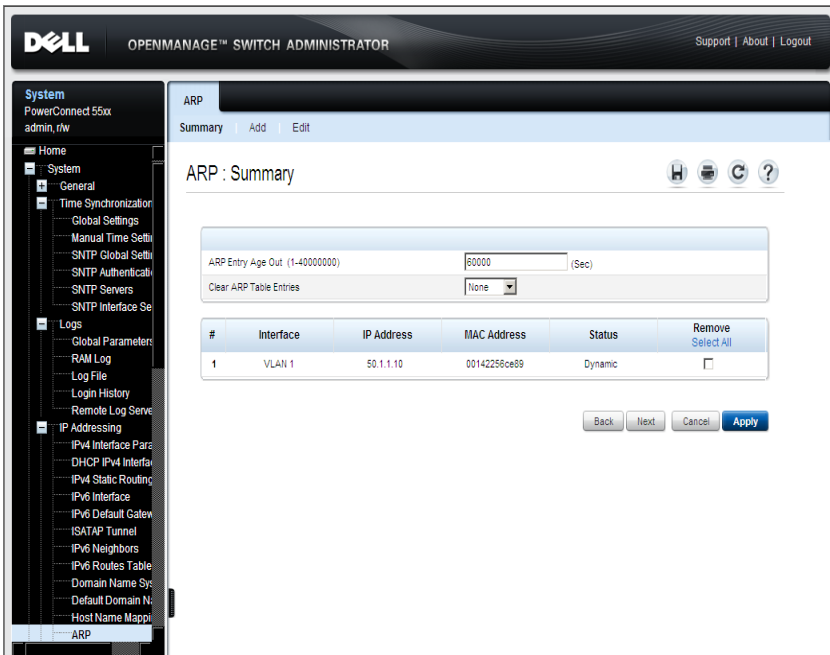 DELL OPENMANAGE™ SWITCH ADMINISTRATOR Support | About | Logout
System
PowerConnect 55xx
admin, r/w
Home
System
General
Time Synchronization
Global Settings
Manual Time Setti
SNTP Global Setti
SNTP Authenticati
SNTP Servers
SNTP Interface Se
Logs
Global Parameters
RAM Log
Log File
Login History
Remote Log Serve
IP Addressing
IPv4 Interface Para
DHCP IPv4 Interfa
IPv4 Static Routing
IPv6 Interface
IPv6 Default Gatew
ISATAP Tunnel
IPv6 Neighbors
IPv6 Routes Table
Domain Name Sys
Default Domain Na
Host Name Mappi
ARP
ARP
Summary Add Edit
ARP : Summary
ARP Entry Age Out (1-40000000) 60000 (Sec)
Clear ARP Table Entries None
# Interface IP Address MAC Address Status Remove
Select All
1 VLAN 1 50.1.1.10 00142256ce89 Dynamic
Back Next Cancel Apply